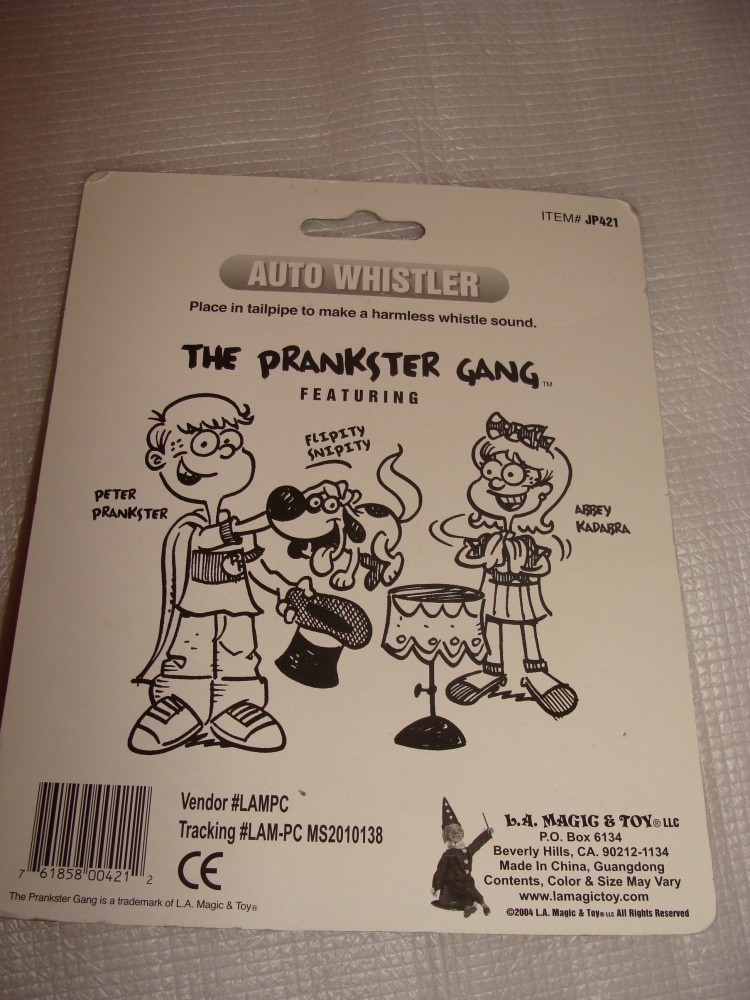 ITEM# JP421
AUTO WHISTLER
Place in tailpipe to make a harmless whistle sound.
THE PRANKSTER GANG™
FEATURING
FLIPITY
SNIPITY
PETER
PRANKSTER
ABBEY
KADABRA
Vendor #LAMPC
Tracking #LAM-PC MS2010138
CE
7 61858 00421 2
The Prankster Gang is a trademark of L.A. Magic & Toy®
L.A. MAGIC & TOY® LLC
P.O. Box 6134
Beverly Hills, CA. 90212-1134
Made In China, Guangdong
Contents, Color & Size May Vary
www.lamagictoy.com
©2004 L.A. Magic & Toy® LLC All Rights Reserved